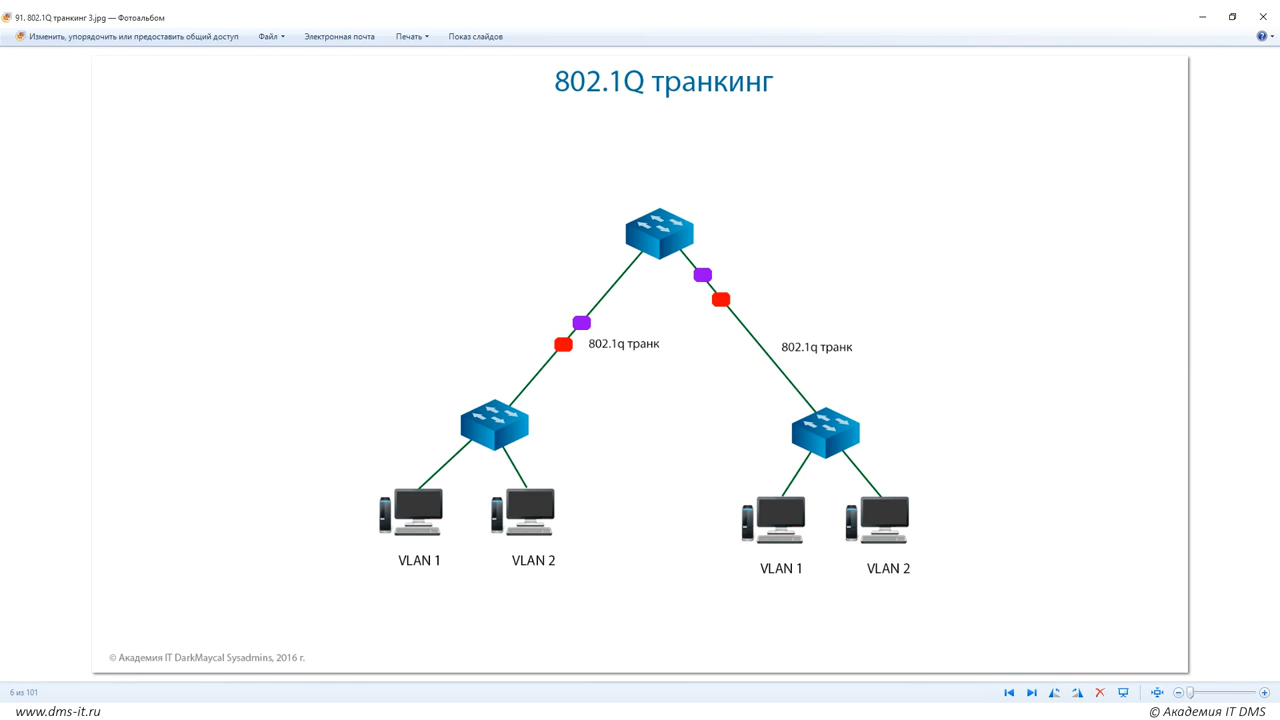 91. 802.1Q транкинг 3.jpg — Фотоальбом
Изменить, упорядочить или предоставить общий доступ Файл Электронная почта Печать Показ слайдов
802.1Q транкинг
802.1q транк
802.1q транк
VLAN 1 VLAN 2
VLAN 1 VLAN 2
© Академия IT DarkMaycal Sysadmins, 2016 г.
6 из 101
www.dms-it.ru © Академия IT DMS